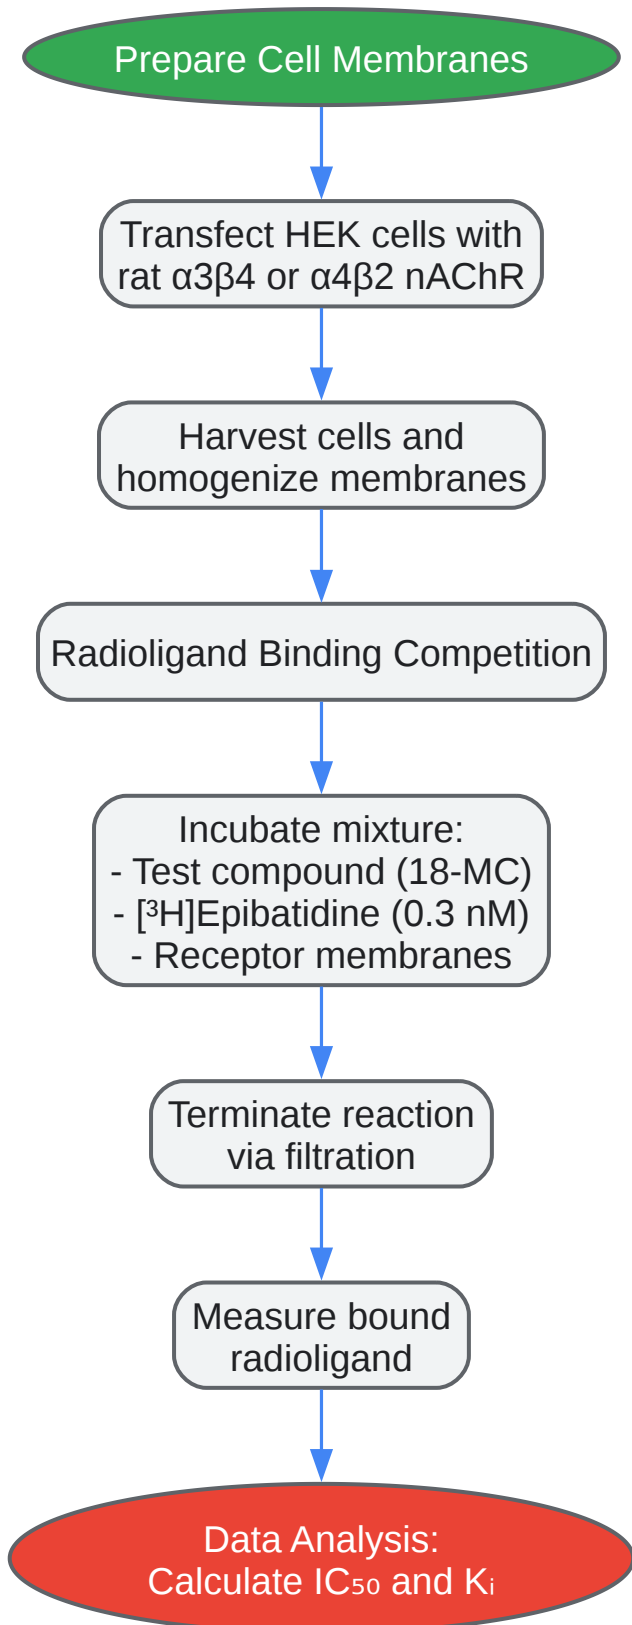 Prepare Cell Membranes
Transfect HEK cells with
rat α3β4 or α4β2 nAChR
Harvest cells and
homogenize membranes
Radioligand Binding Competition
Incubate mixture:
- Test compound (18-MC)
- [³H]Epibatidine (0.3 nM)
- Receptor membranes
Terminate reaction
via filtration
Measure bound
radioligand
Data Analysis:
Calculate IC₅₀ and Kᵢ